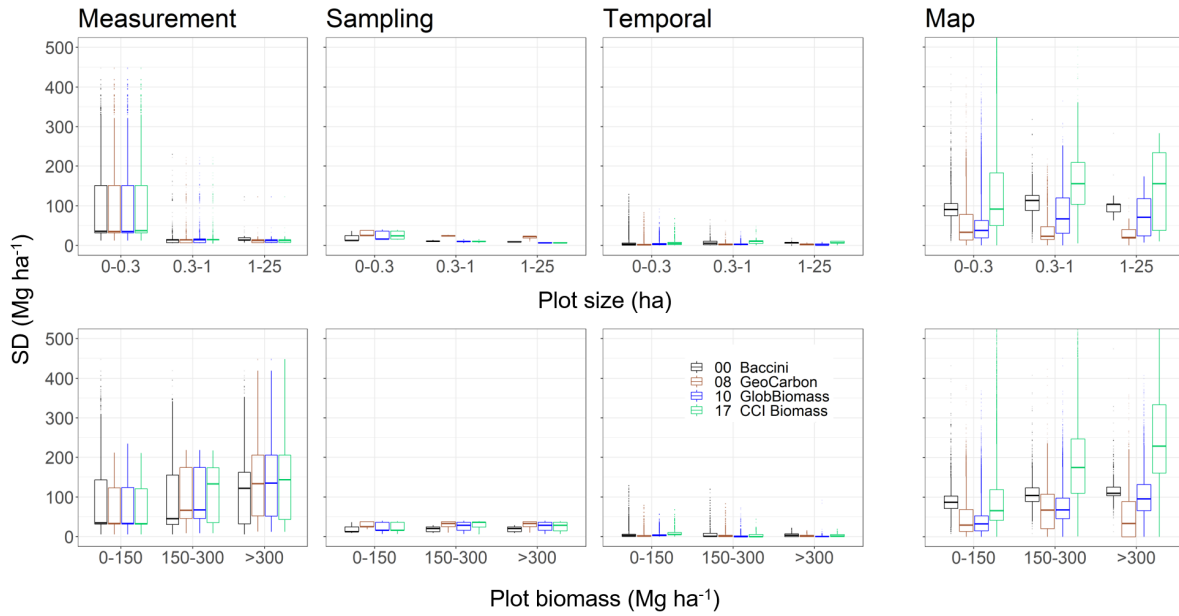 Measurement Sampling Temporal Map
500
400
300
200
100
0
0-0.3 0.3-1 1-25 0-0.3 0.3-1 1-25 0-0.3 0.3-1 1-25 0-0.3 0.3-1 1-25
Plot size (ha)
SD (Mg ha⁻¹)
500
400
300
200
100
0
00 Baccini
08 GeoCarbon
10 GlobBiomass
17 CCI Biomass
0-150 150-300 >300 0-150 150-300 >300 0-150 150-300 >300 0-150 150-300 >300
Plot biomass (Mg ha⁻¹)